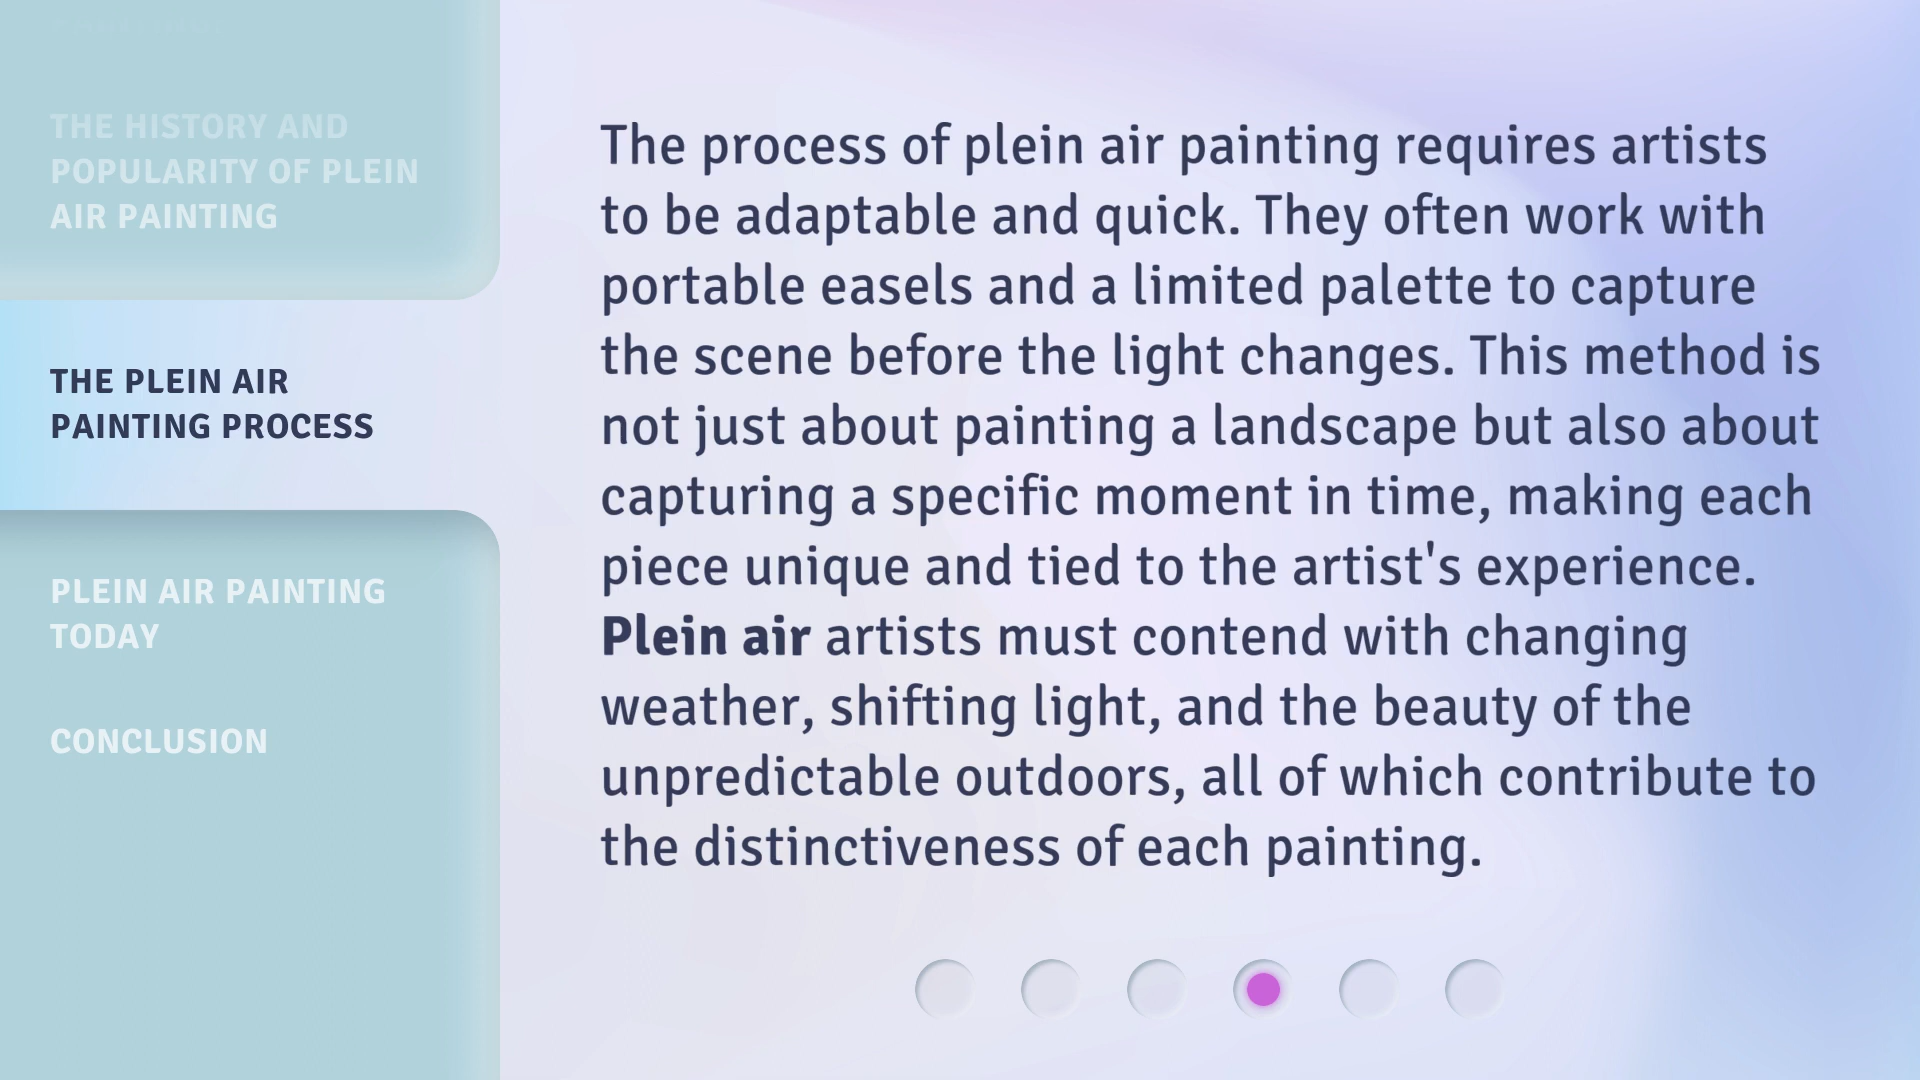 THE HISTORY AND
POPULARITY OF PLEIN
AIR PAINTING
THE PLEIN AIR
PAINTING PROCESS
PLEIN AIR PAINTING
TODAY
CONCLUSION
The process of plein air painting requires artists
to be adaptable and quick. They often work with
portable easels and a limited palette to capture
the scene before the light changes. This method is
not just about painting a landscape but also about
capturing a specific moment in time, making each
piece unique and tied to the artist's experience.
Plein air artists must contend with changing
weather, shifting light, and the beauty of the
unpredictable outdoors, all of which contribute to
the distinctiveness of each painting.